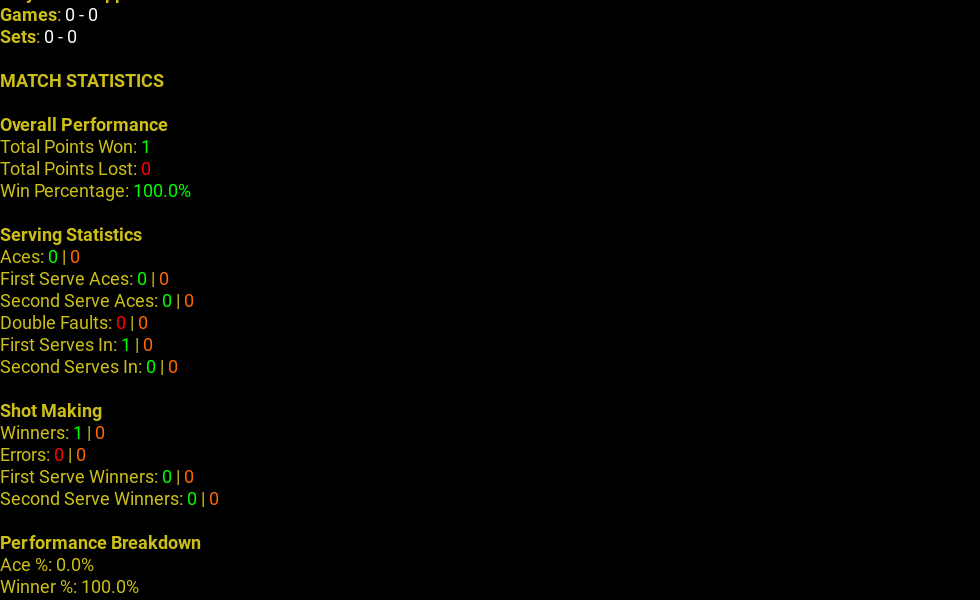 Games: 0 - 0
Sets: 0 - 0
MATCH STATISTICS
Overall Performance
Total Points Won: 1
Total Points Lost: 0
Win Percentage: 100.0%
Serving Statistics
Aces: 0 | 0
First Serve Aces: 0 | 0
Second Serve Aces: 0 | 0
Double Faults: 0 | 0
First Serves In: 1 | 0
Second Serves In: 0 | 0
Shot Making
Winners: 1 | 0
Errors: 0 | 0
First Serve Winners: 0 | 0
Second Serve Winners: 0 | 0
Performance Breakdown
Ace %: 0.0%
Winner %: 100.0%